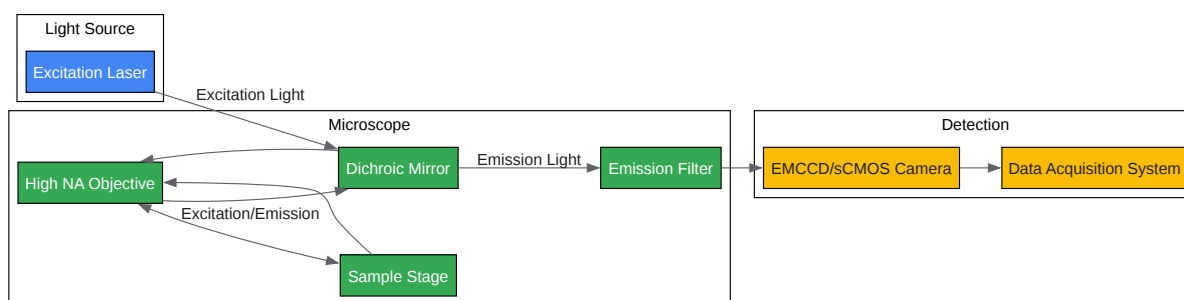 Light Source
Excitation Laser
Excitation Light
Microscope
Detection
High NA Objective
Dichroic Mirror
Emission Light
Emission Filter
EMCCD/sCMOS Camera
Data Acquisition System
Excitation/Emission
Sample Stage